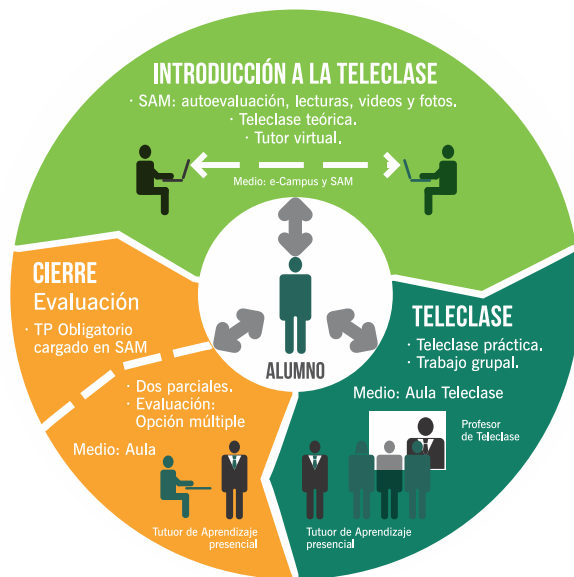 INTRODUCCIÓN A LA TELECLASE
· SAM: autoevaluación, lecturas, videos y fotos.
· Teleclase teórica.
· Tutor virtual.
Medio: e-Campus y SAM
CIERRE
Evaluación
· TP Obligatorio
cargado en SAM
· Dos parciales.
· Evaluación:
Opción múltiple
Medio: Aula
Tutuor de Aprendizaje
presencial
ALUMNO
TELECLASE
· Teleclase práctica.
· Trabajo grupal.
Medio: Aula Teleclase
Profesor
de Teleclase
Tutuor de Aprendizaje
presencial